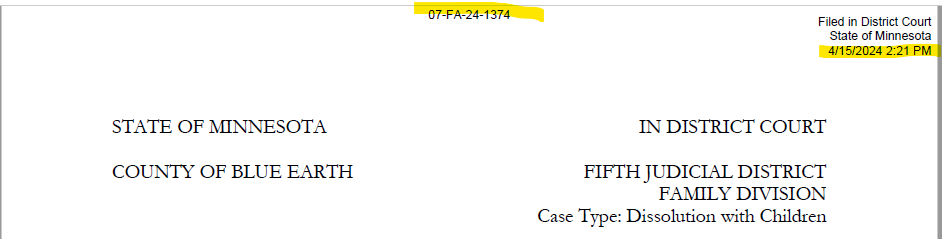 07-FA-24-1374
Filed in District Court
State of Minnesota
4/15/2024 2:21 PM
STATE OF MINNESOTA IN DISTRICT COURT
COUNTY OF BLUE EARTH FIFTH JUDICIAL DISTRICT
FAMILY DIVISION
Case Type: Dissolution with Children